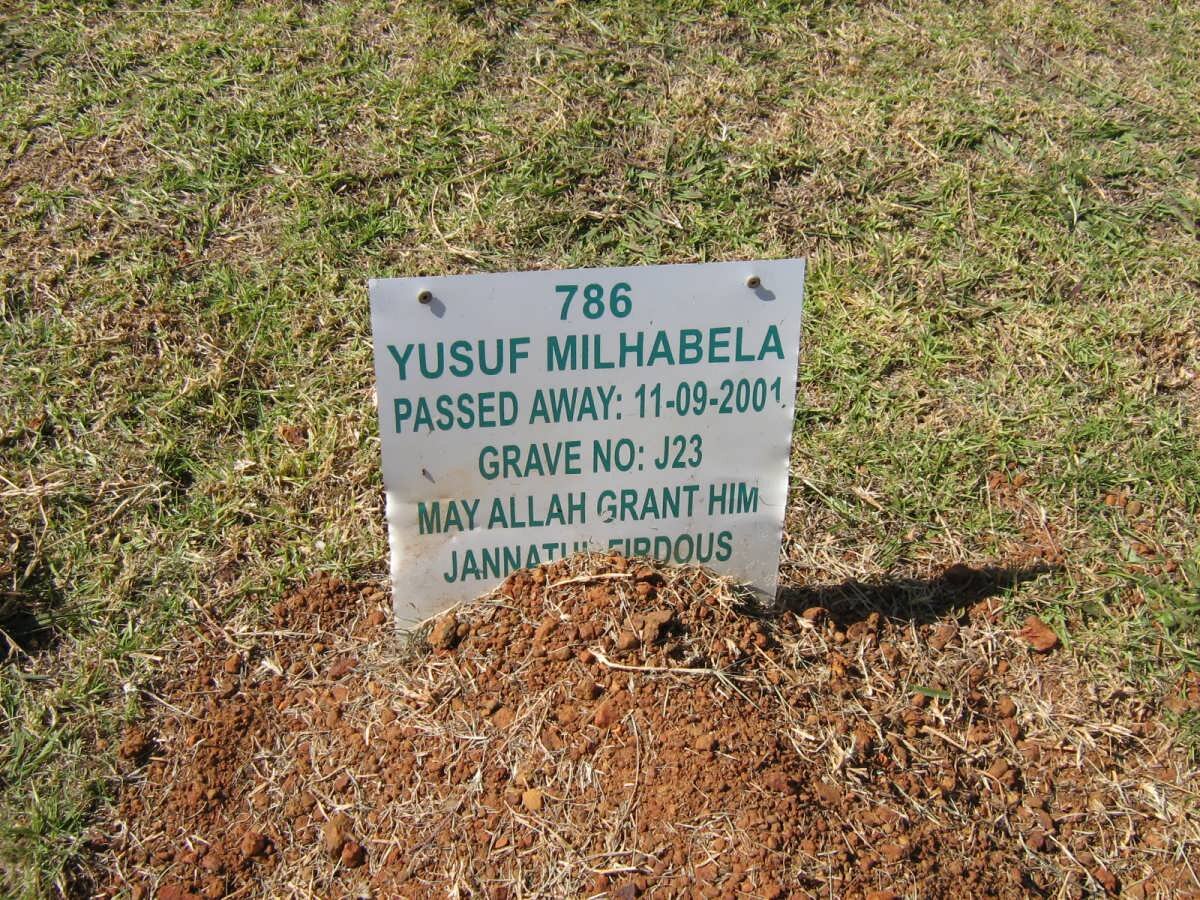 786
YUSUF MILHABELA
PASSED AWAY: 11-09-2001
GRAVE NO: J23
MAY ALLAH GRANT HIM
JANNATUL FIRDOUS